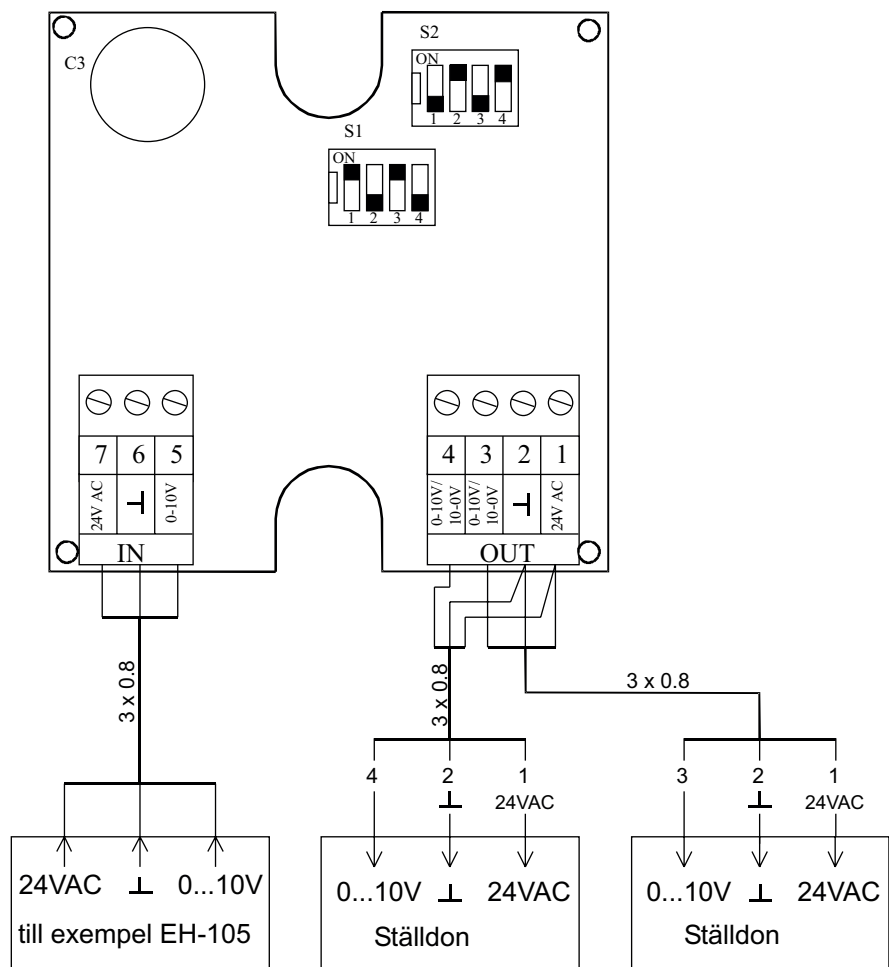 S2
C3
ON
1 2 3 4
S1
ON
1 2 3 4
7 6 5
24V AC ⊥ 0-10V
IN
4 3 2 1
0-10V/ 10-0V 0-10V/ 10-0V ⊥ 24V AC
OUT
3 x 0.8
3 x 0.8
3 x 0.8
4 2 1
⊥ 24VAC
3 2 1
⊥ 24VAC
24VAC ⊥ 0...10V
till exempel EH-105
0...10V ⊥ 24VAC
Ställdon
0...10V ⊥ 24VAC
Ställdon